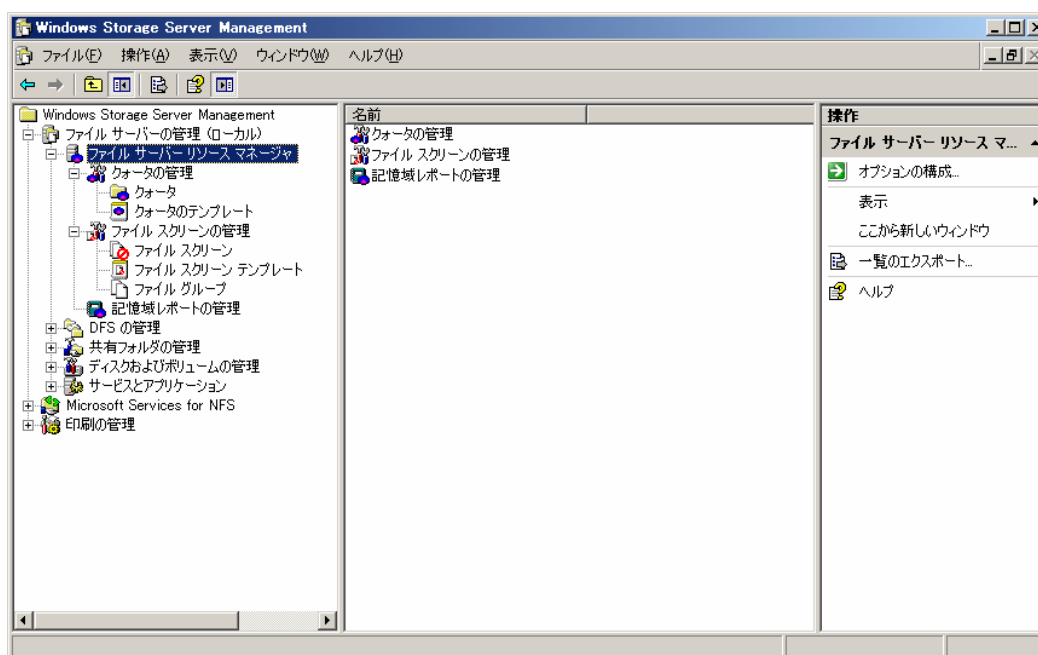 Windows Storage Server Management
ファイル(F) 操作(A) 表示(V) ウィンドウ(W) ヘルプ(H)
Windows Storage Server Management
ファイル サーバーの管理 (ローカル)
ファイル サーバー リソース マネージャ
クォータの管理
クォータ
クォータのテンプレート
ファイル スクリーンの管理
ファイル スクリーン
ファイル スクリーン テンプレート
ファイル グループ
記憶域レポートの管理
DFS の管理
共有フォルダの管理
ディスクおよびボリュームの管理
サービスとアプリケーション
Microsoft Services for NFS
印刷の管理
名前
クォータの管理
ファイル スクリーンの管理
記憶域レポートの管理
操作
ファイル サーバー リソース マ...
オプションの構成...
表示
ここから新しいウィンドウ
一覧のエクスポート...
ヘルプ